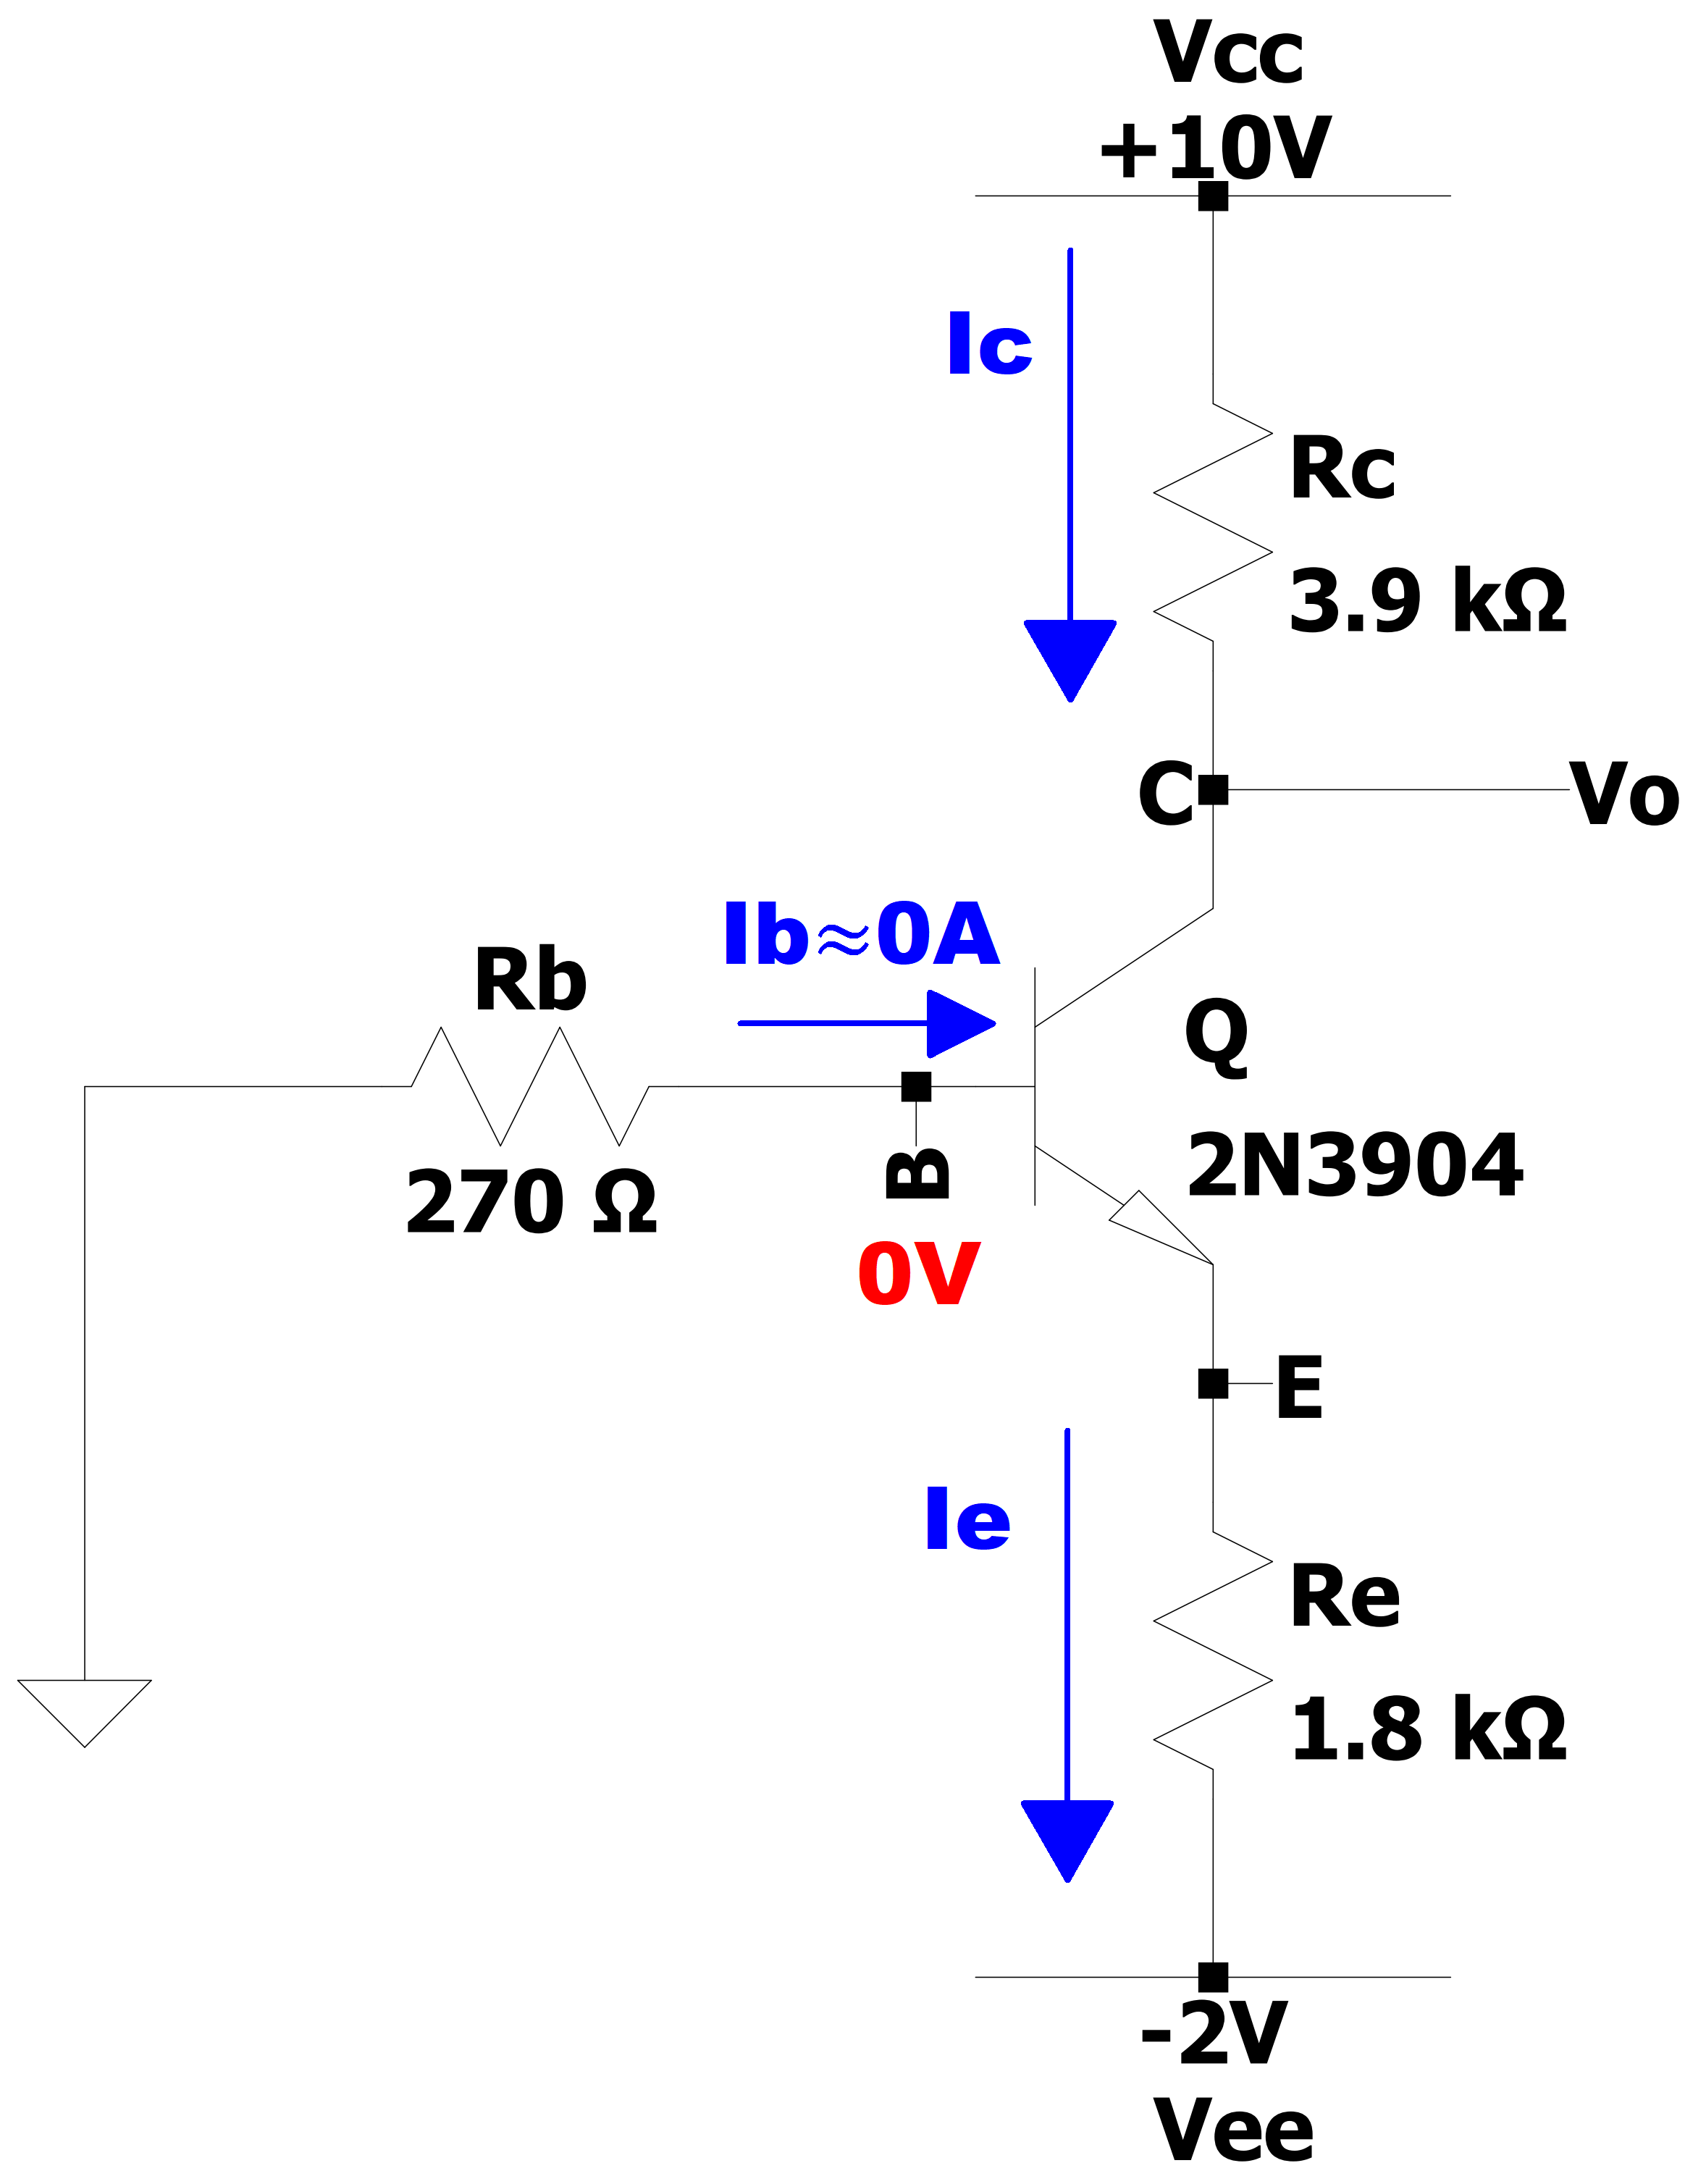 Vcc
+10V
Ic
Rc
3.9 kΩ
C
Vo
Ib≈0A
Rb
270 Ω
B
0V
Q
2N3904
E
Ie
Re
1.8 kΩ
-2V
Vee